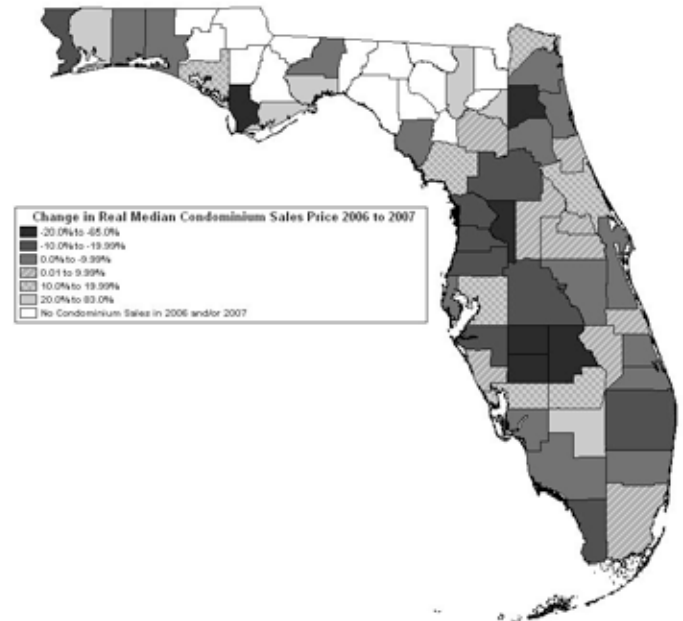 Change in Real Median Condominium Sales Price 2006 to 2007
-20.0% to -65.0%
-10.0% to -19.99%
0.0% to -9.99%
0.01 to 9.99%
10.0% to 19.99%
20.0% to 83.0%
No Condominium Sales in 2006 and/or 2007